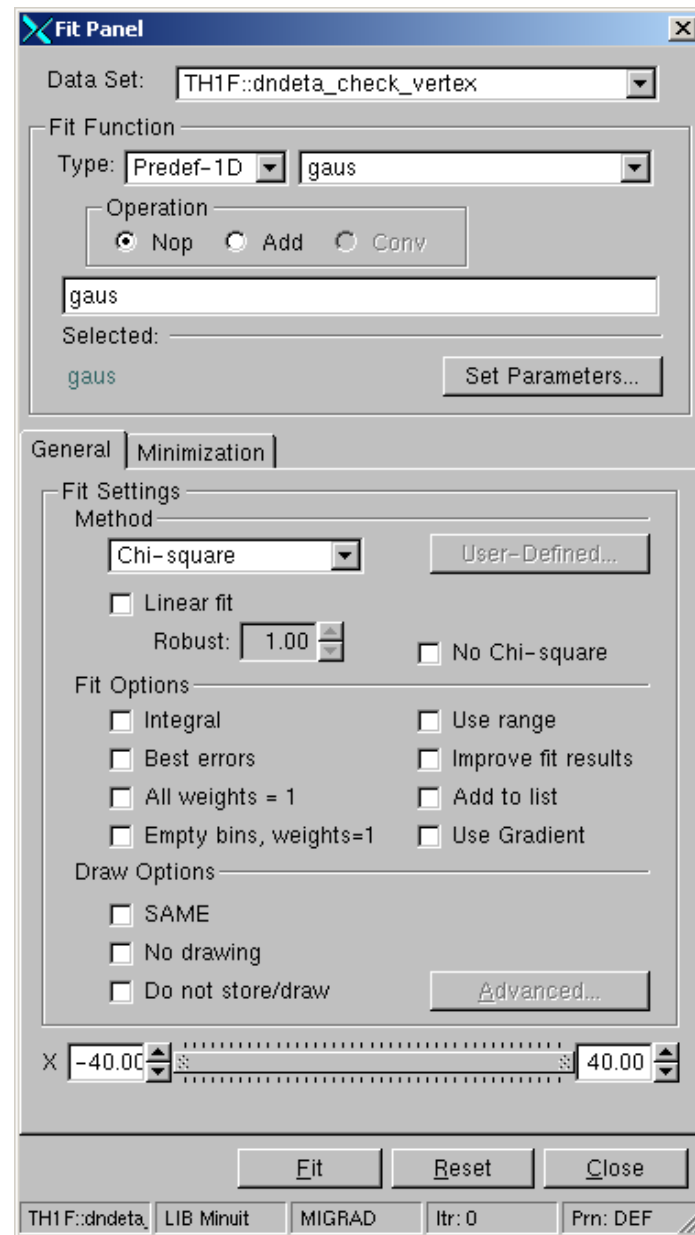 Fit Panel
Data Set: TH1F::dndeta_check_vertex
Fit Function
Type: Predef-1D gaus
Operation
Nop Add Conv
gaus
Selected:
gaus Set Parameters...
General Minimization
Fit Settings
Method
Chi-square User-Defined...
Linear fit
Robust: 1.00 No Chi-square
Fit Options
Integral Use range
Best errors Improve fit results
All weights = 1 Add to list
Empty bins, weights=1 Use Gradient
Draw Options
SAME
No drawing
Do not store/draw Advanced...
X -40.00 40.00
Fit Reset Close
TH1F::dndeta_ LIB Minuit MIGRAD Itr: 0 Prn: DEF